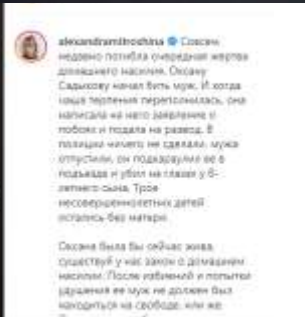 alexandramitroshina Совсем
недавно погибла очередная жертва
домашнего насилия. Оксану
Садыкову начал бить муж. И когда
чаша терпения переполнилась, она
написала на него заявление о
побоях и подала на развод. В
полиции ничего не сделали, мужа
отпустили, он подкараулил ее в
подъезде и убил на глазах у 8-
летнего сына. Трое
несовершеннолетних детей
остались без матери.
Оксана была бы сейчас жива,
существуй у нас закон о домашнем
насилии. После избиений и попытки
удушения ее муж не должен был
находиться на свободе, или же